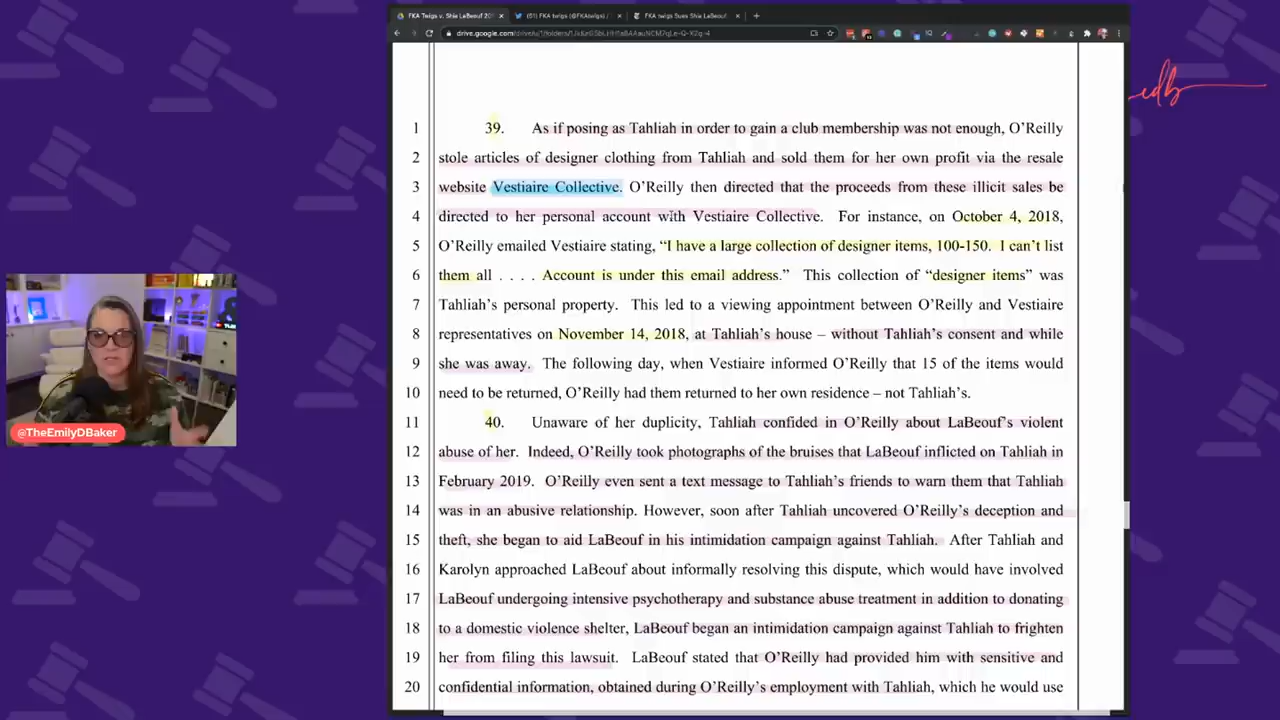 FKA Twigs v. Shia LaBeouf 20
(51) FKA twigs (@FKAtwigs) /
FKA twigs Sues Shia LaBeouf
edb
1 39. As if posing as Tahliah in order to gain a club membership was not enough, O’Reilly
2 stole articles of designer clothing from Tahliah and sold them for her own profit via the resale
3 website Vestiaire Collective. O’Reilly then directed that the proceeds from these illicit sales be
4 directed to her personal account with Vestiaire Collective. For instance, on October 4, 2018,
5 O’Reilly emailed Vestiaire stating, “I have a large collection of designer items, 100-150. I can’t list
6 them all . . . . Account is under this email address.” This collection of “designer items” was
7 Tahliah’s personal property. This led to a viewing appointment between O’Reilly and Vestiaire
8 representatives on November 14, 2018, at Tahliah’s house – without Tahliah’s consent and while
9 she was away. The following day, when Vestiaire informed O’Reilly that 15 of the items would
10 need to be returned, O’Reilly had them returned to her own residence – not Tahliah’s.
11 40. Unaware of her duplicity, Tahliah confided in O’Reilly about LaBeouf’s violent
12 abuse of her. Indeed, O’Reilly took photographs of the bruises that LaBeouf inflicted on Tahliah in
13 February 2019. O’Reilly even sent a text message to Tahliah’s friends to warn them that Tahliah
14 was in an abusive relationship. However, soon after Tahliah uncovered O’Reilly’s deception and
15 theft, she began to aid LaBeouf in his intimidation campaign against Tahliah. After Tahliah and
16 Karolyn approached LaBeouf about informally resolving this dispute, which would have involved
17 LaBeouf undergoing intensive psychotherapy and substance abuse treatment in addition to donating
18 to a domestic violence shelter, LaBeouf began an intimidation campaign against Tahliah to frighten
19 her from filing this lawsuit. LaBeouf stated that O’Reilly had provided him with sensitive and
20 confidential information, obtained during O’Reilly’s employment with Tahliah, which he would use
@TheEmilyDBaker